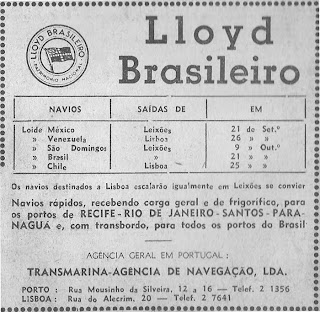 LLOYD BRASILEIRO
PATRIMONIO NACIONAL
Lloyd
Brasileiro
NAVIOS SAÍDAS DE EM
Loide México Leixões 21 de Set.º
» Venezuela Lisboa 26 » »
» São Domingos Leixões 9 » Out.º
» Brasil » 21 » »
» Chile Lisboa 25 » »
Os navios destinados a Lisboa escalarão igualmente em Leixões se convier
Navios rápidos, recebendo carga geral e de frigorífico, para
os portos de RECIFE-RIO DE JANEIRO-SANTOS-PARA-
NAGUÁ e, com transbordo, para todos os portos do Brasil
AGÊNCIA GERAL EM PORTUGAL :
TRANSMARINA-AGENCIA DE NAVEGAÇÃO, LDA.
PORTO : Rua Mousinho da Silveira, 12 a 16 — Telef. 2 1356
LISBOA : Rua do Alecrim, 20 — Telef. 2 7641